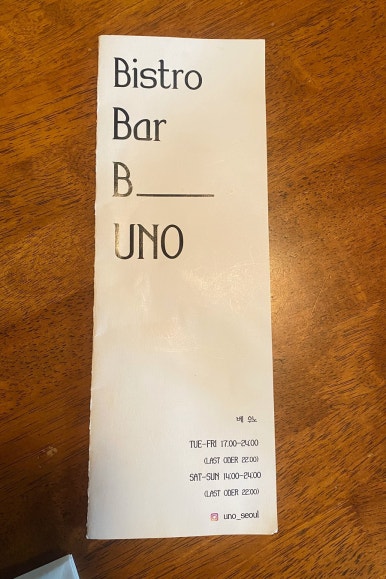 Bistro
Bar
B_____
UNO
TUE-FRI 17:00-24:00
(LAST ODER 22:00)
SAT-SUN 14:00-24:00
(LAST ODER 22:00)
uno_seoul